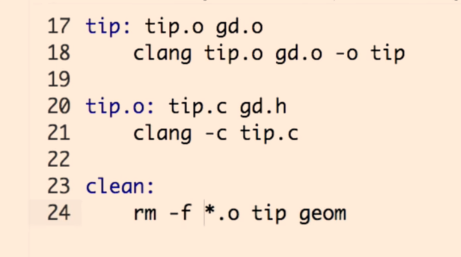 17 tip: tip.o gd.o
18     clang tip.o gd.o -o tip
19
20 tip.o: tip.c gd.h
21     clang -c tip.c
22
23 clean:
24     rm -f *.o tip geom